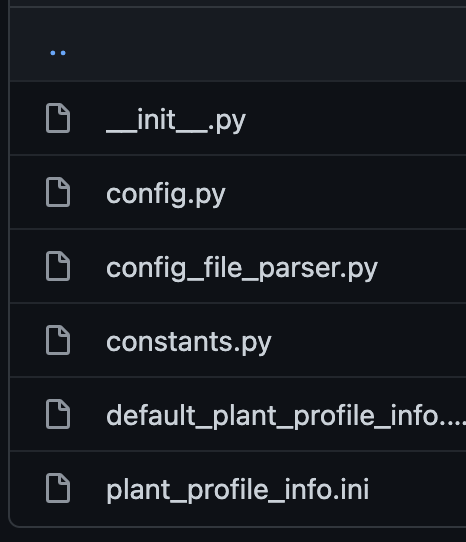 ..
__init__.py
config.py
config_file_parser.py
constants.py
default_plant_profile_info....
plant_profile_info.ini